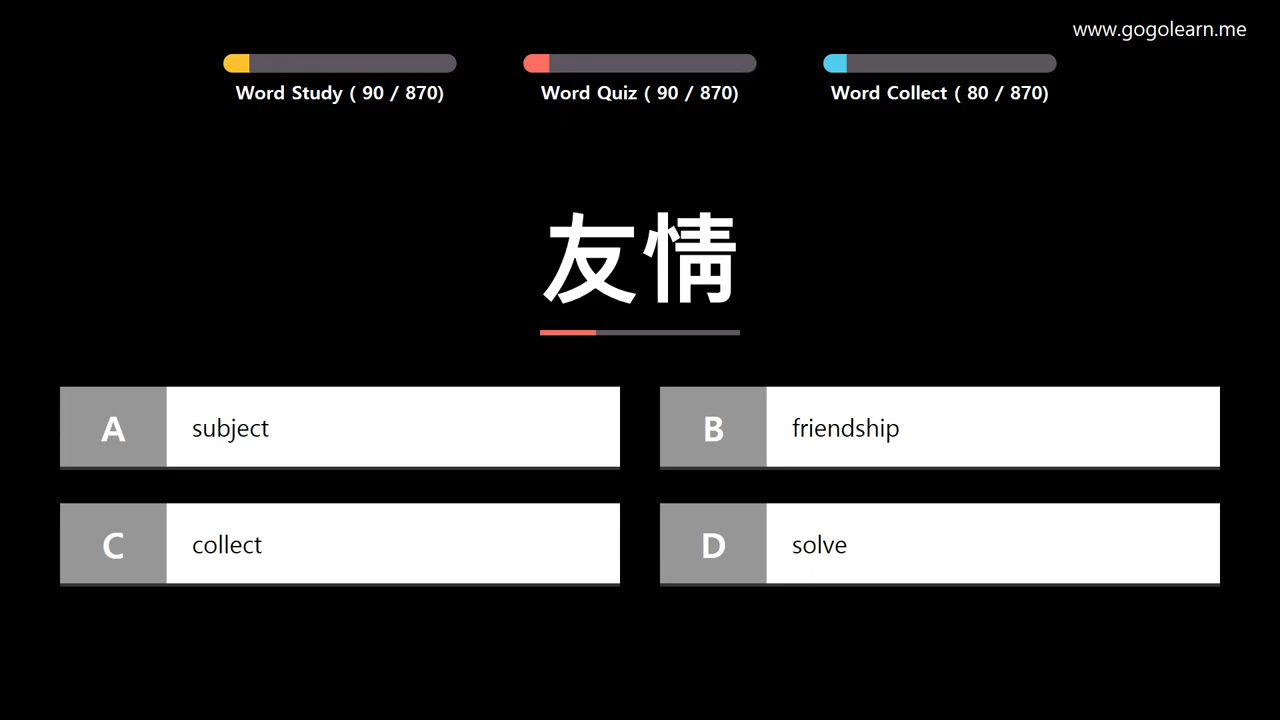 www.gogolearn.me
Word Study ( 90 / 870)
Word Quiz ( 90 / 870)
Word Collect ( 80 / 870)
友情
A subject
B friendship
C collect
D solve